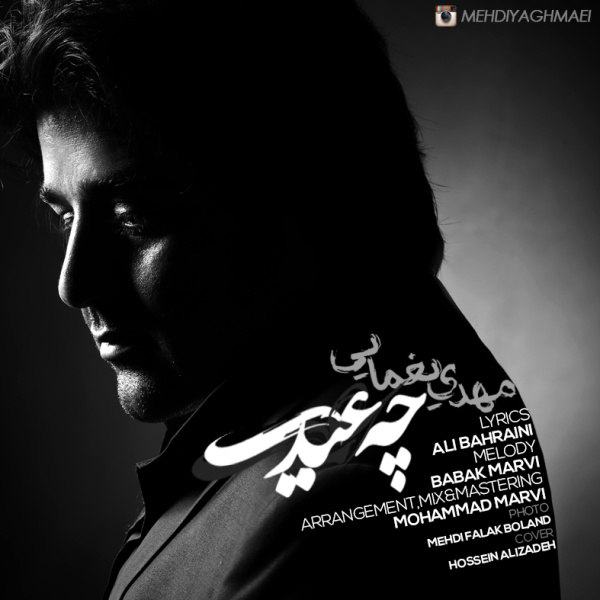 MEHDIYAGHMAEI
مهدی یغمایی
چه عیدی
LYRICS
ALI BAHRAINI
MELODY
BABAK MARVI
ARRANGEMENT,MIX&MASTERING
MOHAMMAD MARVI
PHOTO
MEHDI FALAK BOLAND
COVER
HOSSEIN ALIZADEH